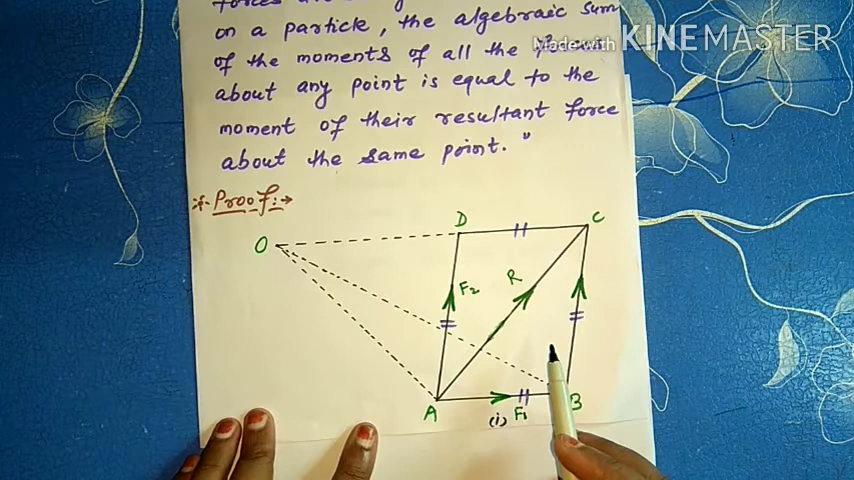 on a particle, the algebraic sum
of the moments of all the
Made with KINEMASTER
about any point is equal to the
moment of their resultant force
about the same point."
Proof:→
D
C
O
F₂
R
A
B
(i) F₁